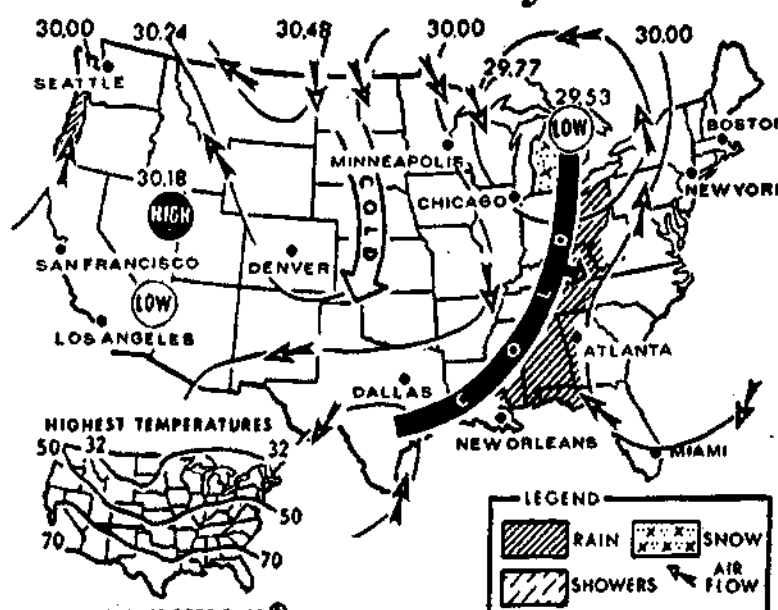 30.00 30.24 30.48 30.00 30.00
29.77
SEATTLE
29.53
LOW
BOSTON
MINNEAPOLIS
30.18
CHICAGO
NEW YORK
HIGH
COLD
SAN FRANCISCO
DENVER
LOW
LOS ANGELES
COOL
ATLANTA
DALLAS
HIGHEST TEMPERATURES
NEW ORLEANS
MIAMI
50 32 32
50
70
70
LEGEND
RAIN SNOW
SHOWERS AIR FLOW